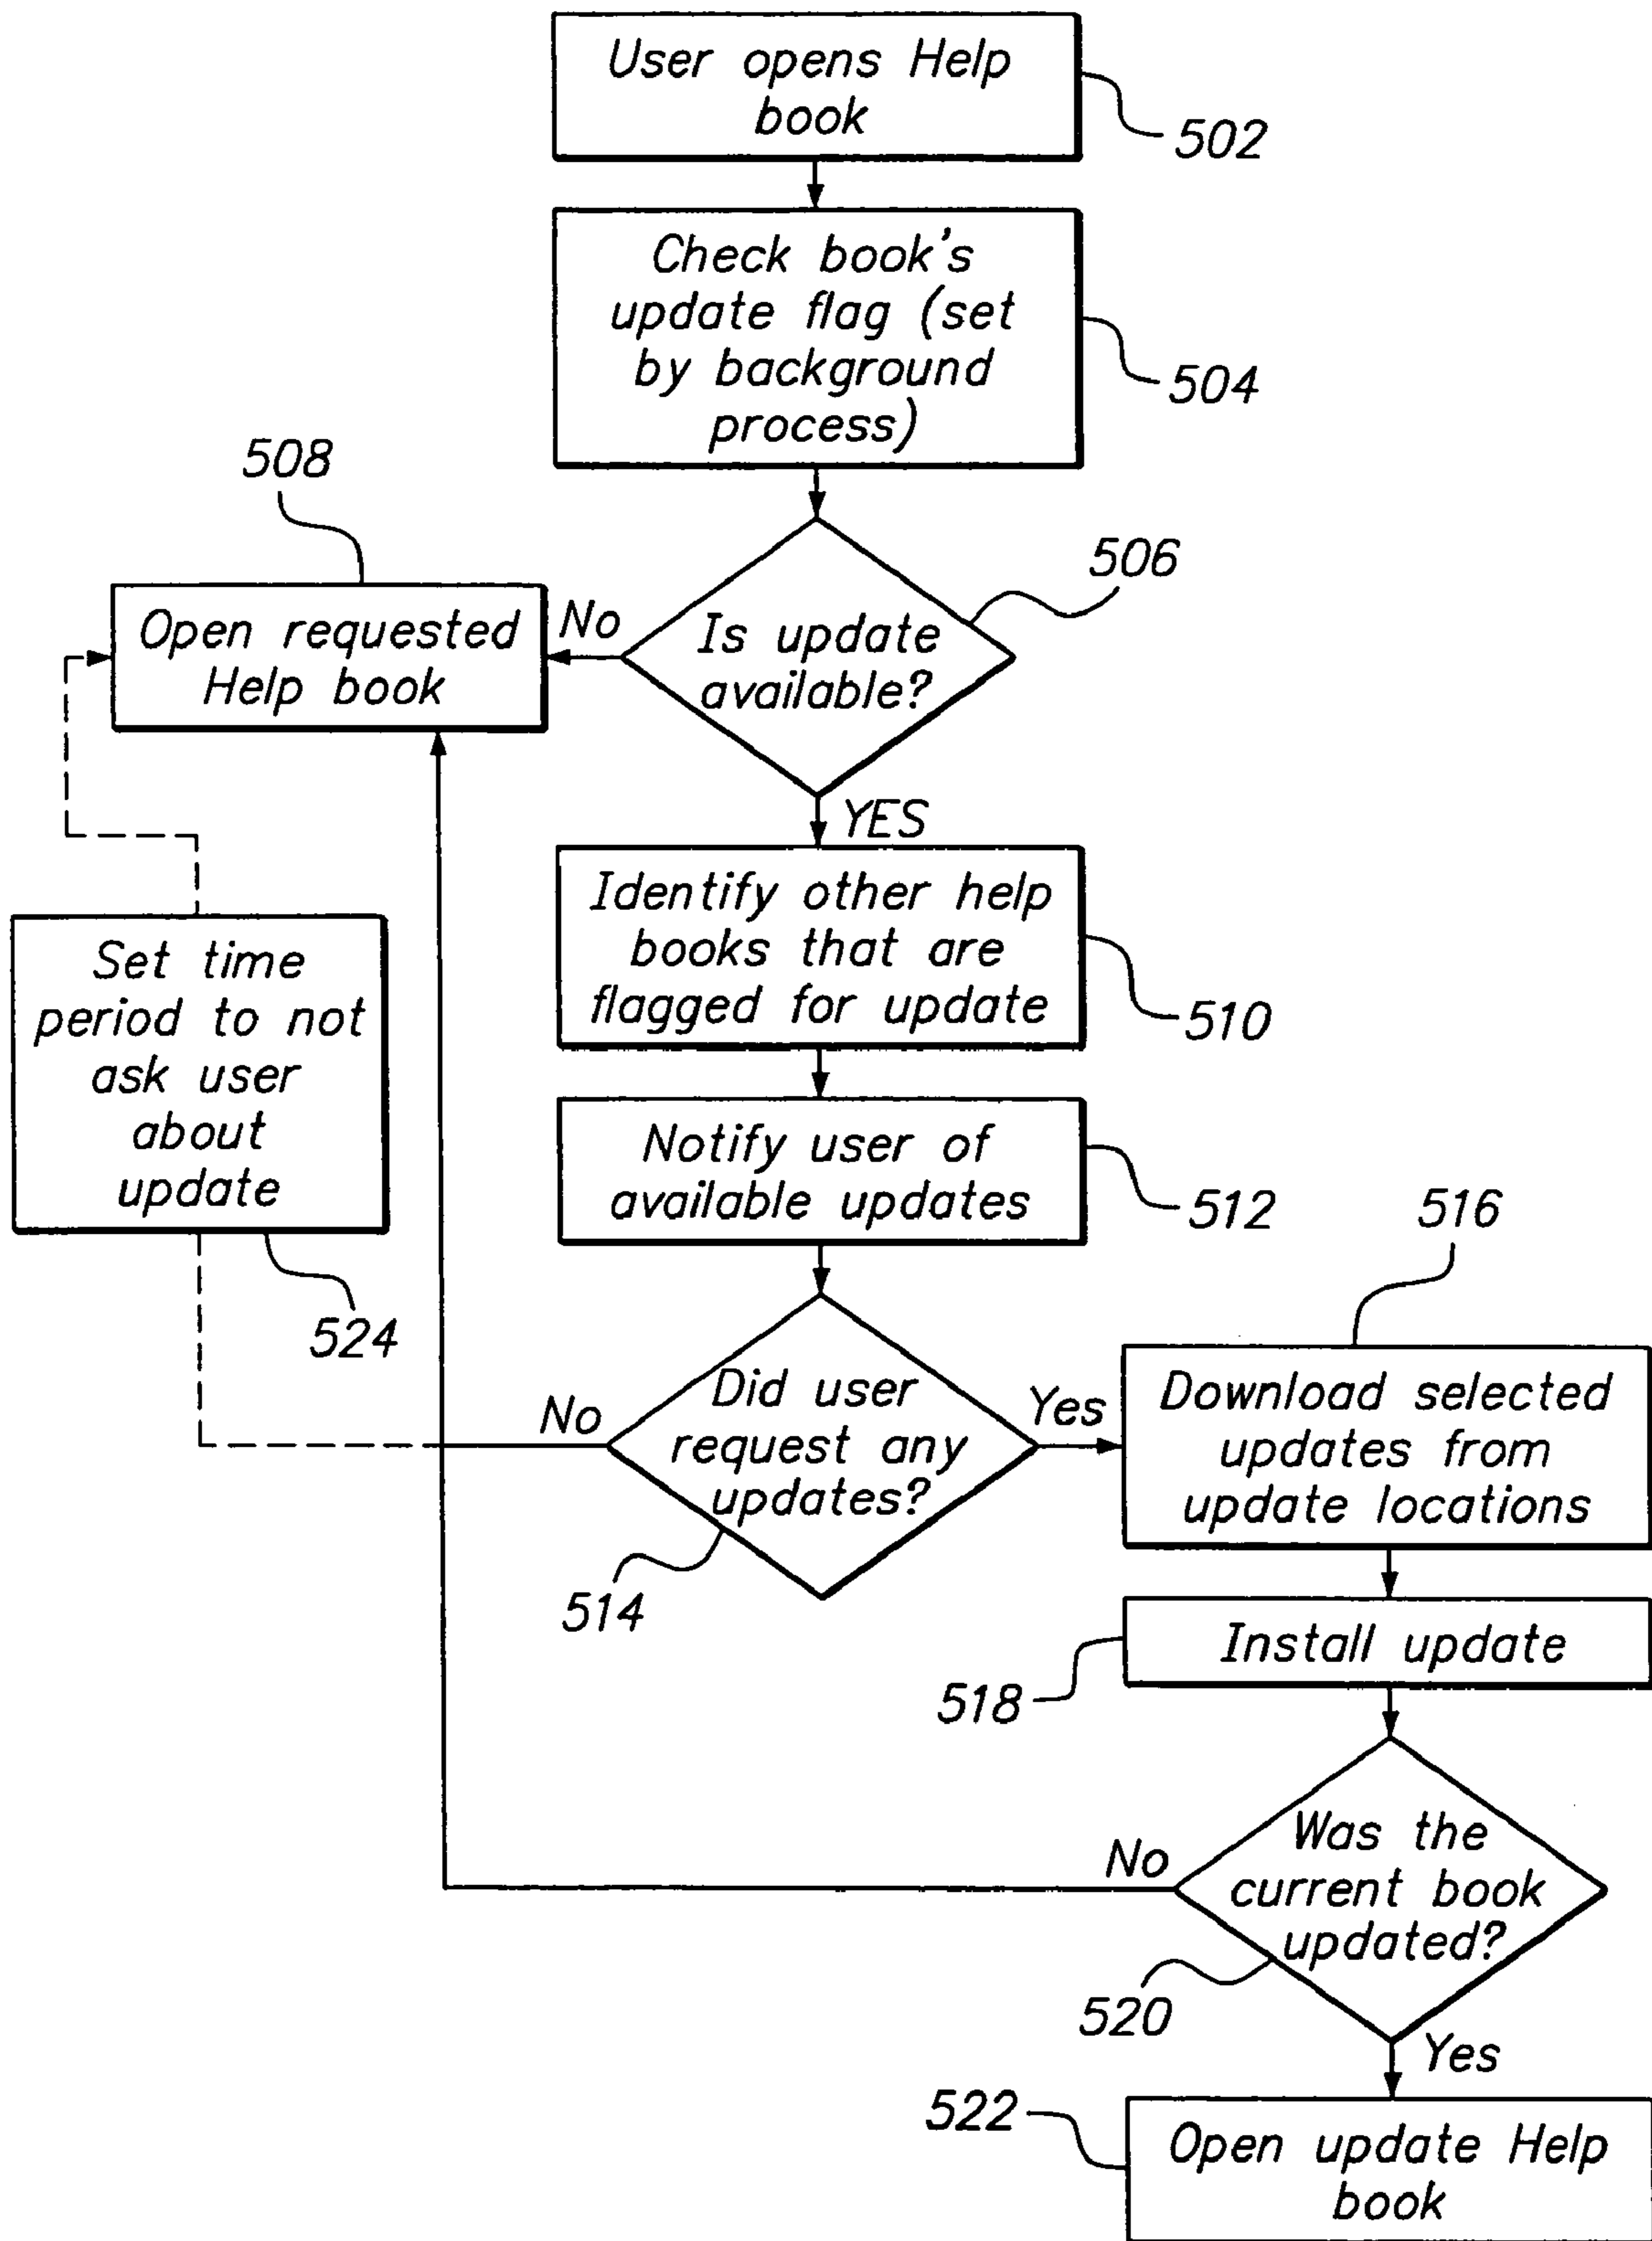 User opens Help
book
502
Check book's
update flag (set
by background
process)
504
508
506
Open requested
Help book
No
Is update
available?
YES
Identify other help
books that are
flagged for update
510
Set time
period to not
ask user
about
update
524
Notify user of
available updates
512
516
Did user
request any
updates?
No
Yes
514
Download selected
updates from
update locations
Install update
518
Was the
current book
updated?
No
520
Yes
522
Open update Help
book